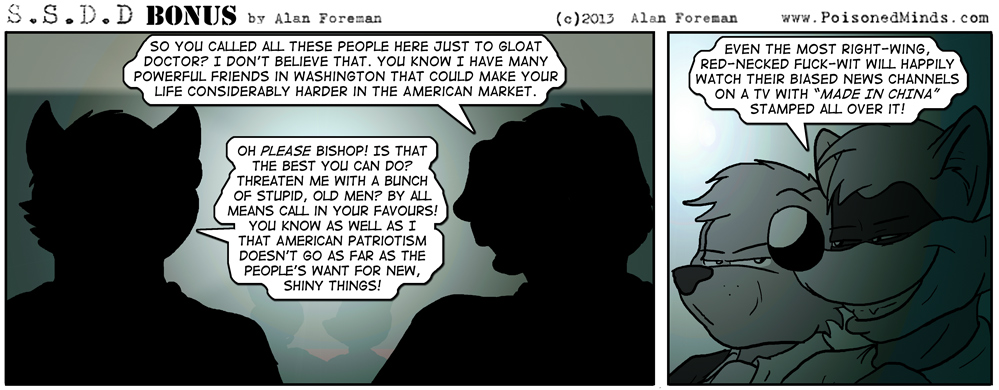 S.S.D.D BONUS by Alan Foreman (c)2013 Alan Foreman www.PoisonedMinds.com
SO YOU CALLED ALL THESE PEOPLE HERE JUST TO GLOAT
DOCTOR? I DON'T BELIEVE THAT. YOU KNOW I HAVE MANY
POWERFUL FRIENDS IN WASHINGTON THAT COULD MAKE YOUR
LIFE CONSIDERABLY HARDER IN THE AMERICAN MARKET.
OH PLEASE BISHOP! IS THAT
THE BEST YOU CAN DO?
THREATEN ME WITH A BUNCH
OF STUPID, OLD MEN? BY ALL
MEANS CALL IN YOUR FAVOURS!
YOU KNOW AS WELL AS I
THAT AMERICAN PATRIOTISM
DOESN'T GO AS FAR AS THE
PEOPLE'S WANT FOR NEW,
SHINY THINGS!
EVEN THE MOST RIGHT-WING,
RED-NECKED FUCK-WIT WILL HAPPILY
WATCH THEIR BIASED NEWS CHANNELS
ON A TV WITH "MADE IN CHINA"
STAMPED ALL OVER IT!